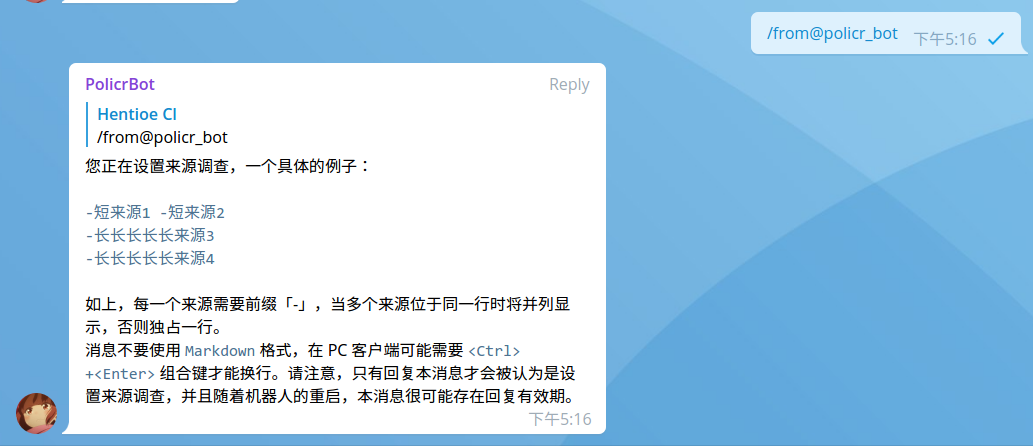 /from@policr_bot 下午5:16
PolicrBot Reply
Hentioe CI
/from@policr_bot
您正在设置来源调查，一个具体的例子：
-短来源1 -短来源2
-长长长长长来源3
-长长长长长来源4
如上，每一个来源需要前缀「-」，当多个来源位于同一行时将并列显
示，否则独占一行。
消息不要使用 Markdown 格式，在 PC 客户端可能需要 <Ctrl>
+<Enter> 组合键才能换行。请注意，只有回复本消息才会被认为是设
置来源调查，并且随着机器人的重启，本消息很可能存在回复有效期。
下午5:16